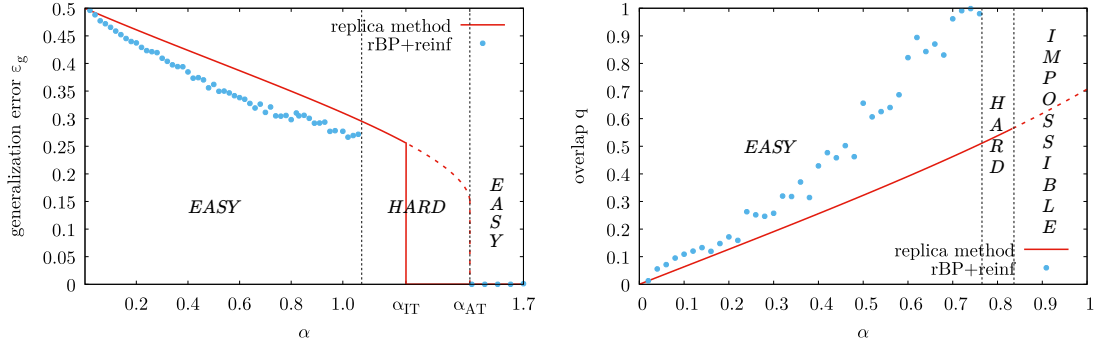 generalization error ε_g
0.5
0.45
0.4
0.35
0.3
0.25
0.2
0.15
0.1
0.05
0
replica method
rBP+reinf
EASY
HARD
E
A
S
Y
0.2
0.4
0.6
0.8
1.0
α_IT
α_AT
1.7
α
overlap q
1
0.9
0.8
0.7
0.6
0.5
0.4
0.3
0.2
0.1
0
EASY
H
A
R
D
I
M
P
O
S
S
I
B
L
E
replica method
rBP+reinf
0
0.1
0.2
0.3
0.4
0.5
0.6
0.7
0.8
0.9
1
α